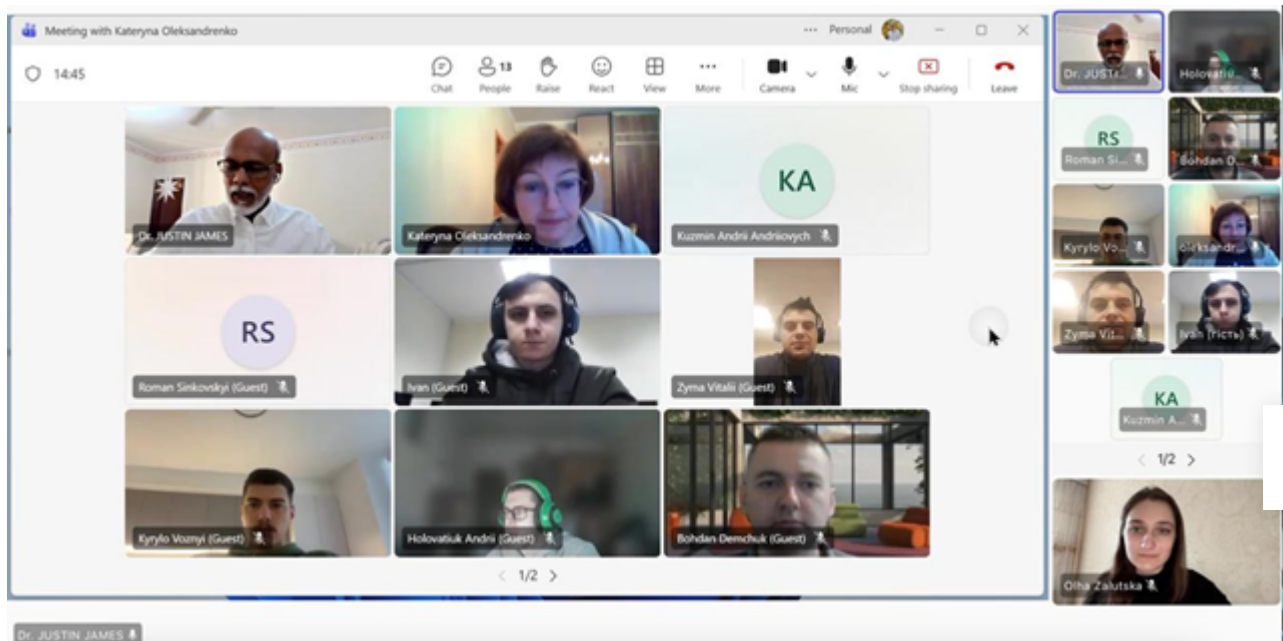 Meeting with Kateryna Oleksandrenko
Personal
14:45
13
Chat
People
Raise
React
View
More
Camera
Mic
Stop sharing
Leave
Dr. JUSTIN JAMES
Kateryna Oleksandrenko
KA
Kuzmin Andrii Andriiovych
RS
Roman Sinkovskyi (Guest)
Ivan (Guest)
Zyma Vitalii (Guest)
Kyrylo Voznyi (Guest)
Holovatiuk Andrii (Guest)
Bohdan Demchuk (Guest)
1/2
Dr. JUSTI...
Holovatiu...
RS
Roman Si...
Bohdan D...
Kyrylo Vo...
oleksandr...
Zyma Vit...
Ivan (гість)
KA
Kuzmin A...
1/2
Olha Zalutska
Dr. JUSTIN JAMES